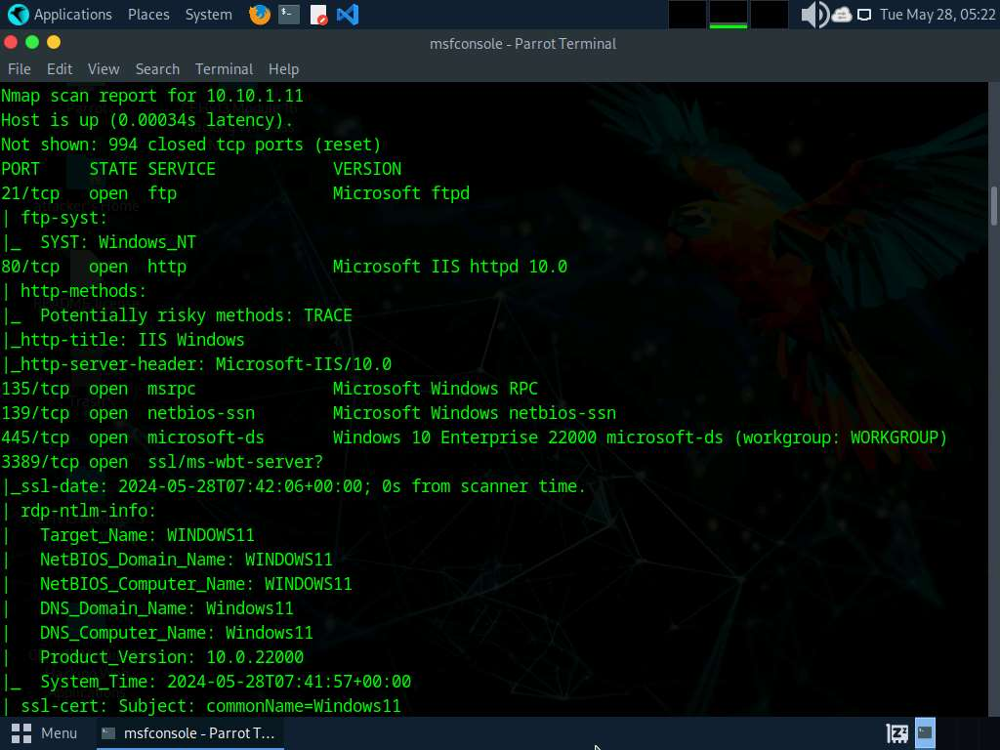 Applications Places System
Tue May 28, 05:22
msfconsole - Parrot Terminal
File Edit View Search Terminal Help
Nmap scan report for 10.10.1.11
Host is up (0.00034s latency).
Not shown: 994 closed tcp ports (reset)
PORT     STATE SERVICE            VERSION
21/tcp   open  ftp                Microsoft ftpd
| ftp-syst:
|_  SYST: Windows_NT
80/tcp   open  http               Microsoft IIS httpd 10.0
| http-methods:
|_  Potentially risky methods: TRACE
|_http-title: IIS Windows
|_http-server-header: Microsoft-IIS/10.0
135/tcp  open  msrpc              Microsoft Windows RPC
139/tcp  open  netbios-ssn        Microsoft Windows netbios-ssn
445/tcp  open  microsoft-ds       Windows 10 Enterprise 22000 microsoft-ds (workgroup: WORKGROUP)
3389/tcp open  ssl/ms-wbt-server?
|_ssl-date: 2024-05-28T07:42:06+00:00; 0s from scanner time.
| rdp-ntlm-info:
|   Target_Name: WINDOWS11
|   NetBIOS_Domain_Name: WINDOWS11
|   NetBIOS_Computer_Name: WINDOWS11
|   DNS_Domain_Name: Windows11
|   DNS_Computer_Name: Windows11
|   Product_Version: 10.0.22000
|_  System_Time: 2024-05-28T07:41:57+00:00
| ssl-cert: Subject: commonName=Windows11
Menu msfconsole - Parrot T...